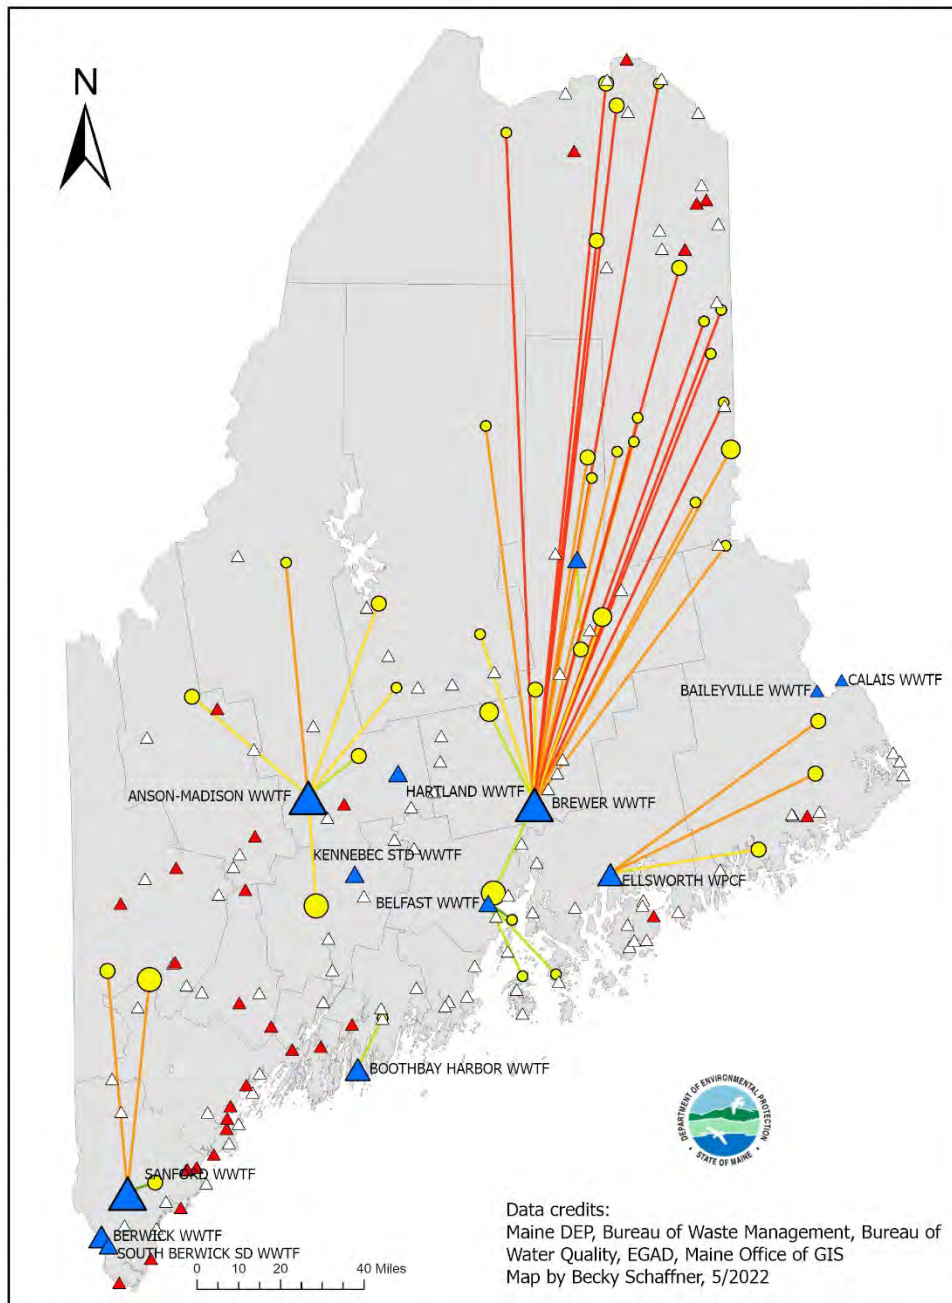 N
CALAIS WWTF
BAILEYVILLE WWTF
HARTLAND WWTF
ANSON-MADISON WWTF
BREWER WWTF
KENNEBEC STD WWTF
ELLSWORTH WPCF
BELFAST WWTF
BOOTHBAY HARBOR WWTF
DEPARTMENT OF ENVIRONMENTAL PROTECTION
STATE OF MAINE
SANFORD WWTF
BERWICK WWTF
SOUTH BERWICK SD WWTF
0 20 40 Miles
Data credits:
Maine DEP, Bureau of Waste Management, Bureau of
Water Quality, EGAD, Maine Office of GIS
Map by Becky Schaffner, 5/2022